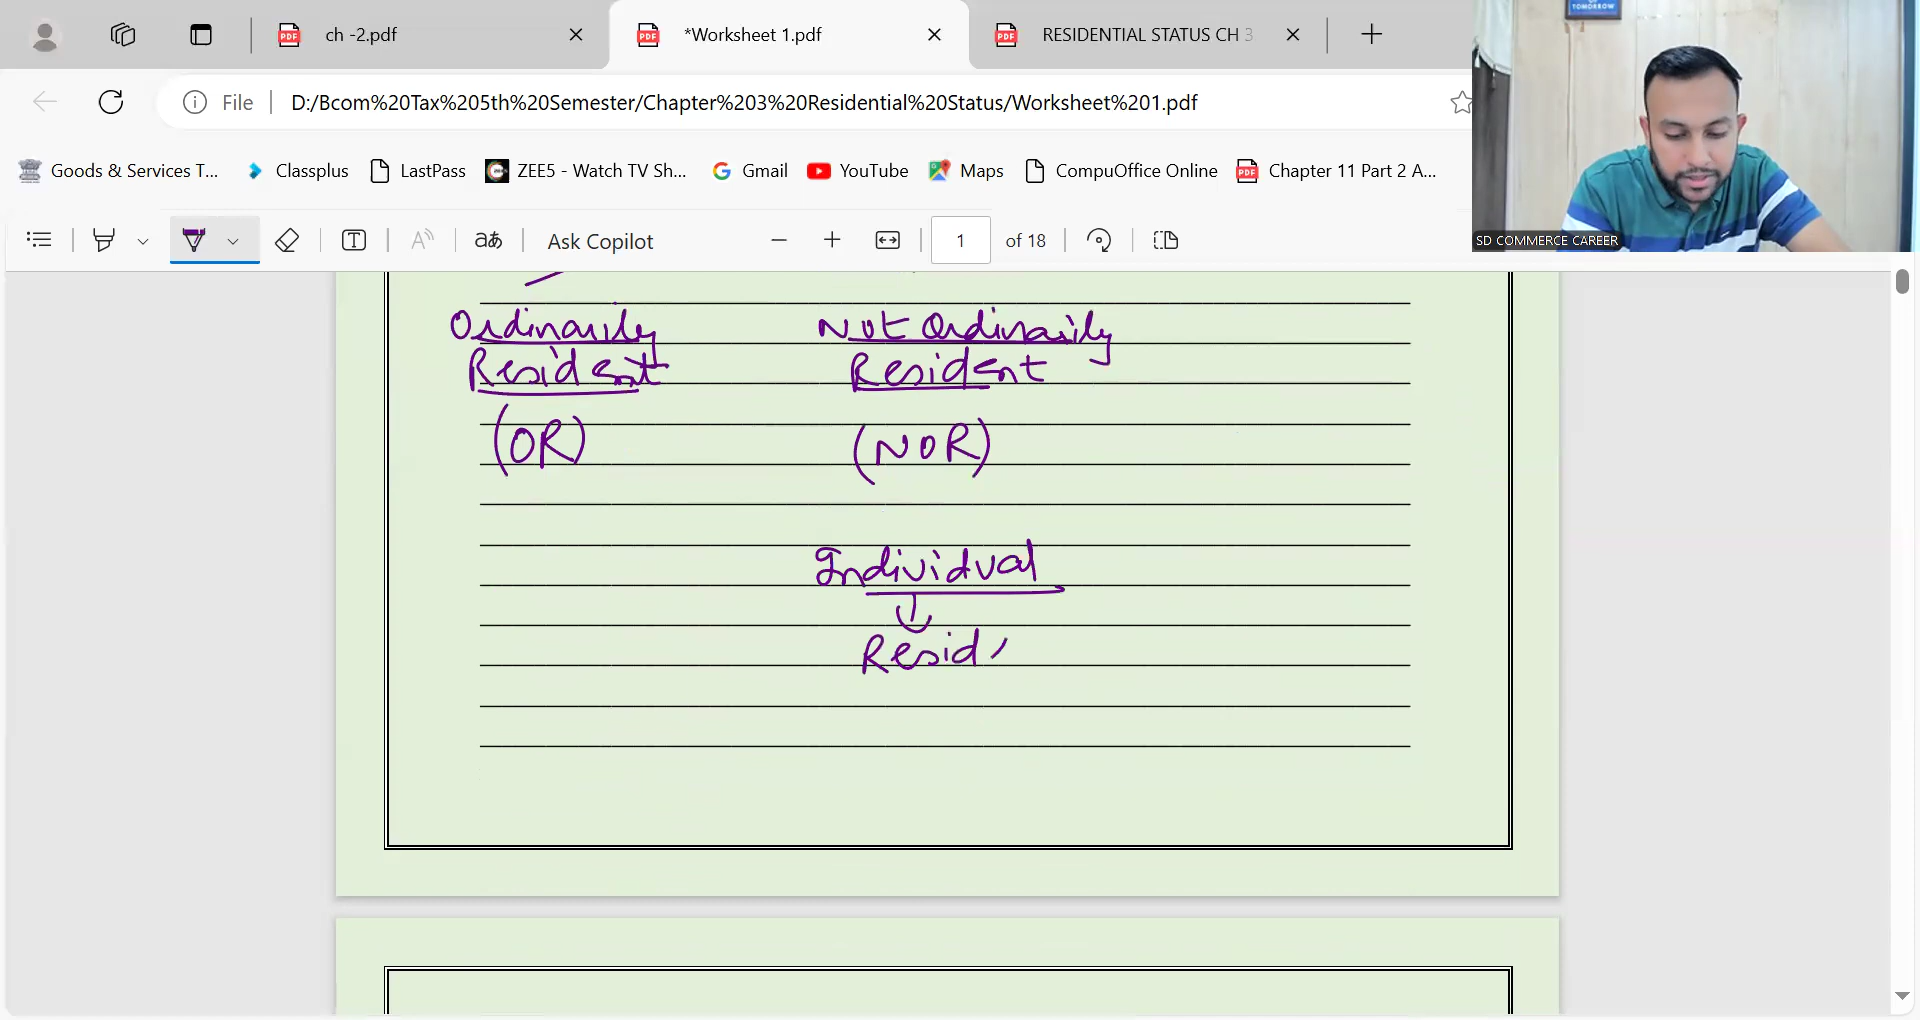 TOMORROW
ch -2.pdf
*Worksheet 1.pdf
RESIDENTIAL STATUS CH 3
File
D:/Bcom%20Tax%205th%20Semester/Chapter%203%20Residential%20Status/Worksheet%201.pdf
Goods & Services T...
Classplus
LastPass
ZEE5 - Watch TV Sh...
Gmail
YouTube
Maps
CompuOffice Online
Chapter 11 Part 2 A...
Ask Copilot
1
of 18
SD COMMERCE CAREER
Ordinarily
Resident
(OR)
Not Ordinarily
Resident
(NOR)
Individual
Resid